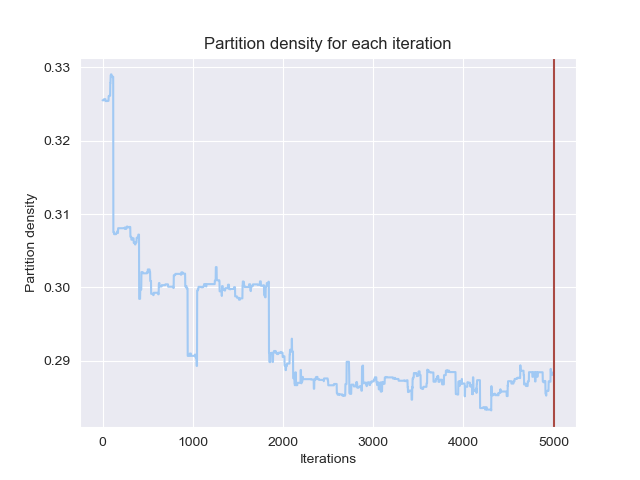 Partition density for each iteration
0.33
0.32
0.31
0.30
0.29
Partition density
0 1000 2000 3000 4000 5000
Iterations